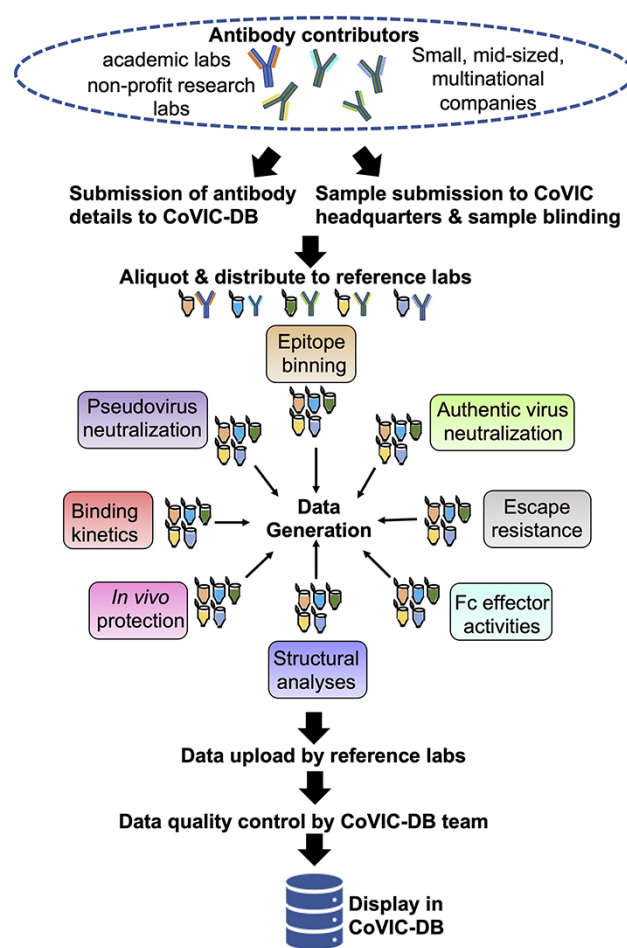 Antibody contributors
academic labs
non-profit research
labs
Small, mid-sized,
multinational
companies
Submission of antibody
details to CoVIC-DB
Sample submission to CoVIC
headquarters & sample blinding
Aliquot & distribute to reference labs
Epitope
binning
Pseudovirus
neutralization
Authentic virus
neutralization
Binding
kinetics
Data
Generation
Escape
resistance
In vivo
protection
Fc effector
activities
Structural
analyses
Data upload by reference labs
Data quality control by CoVIC-DB team
Display in
CoVIC-DB